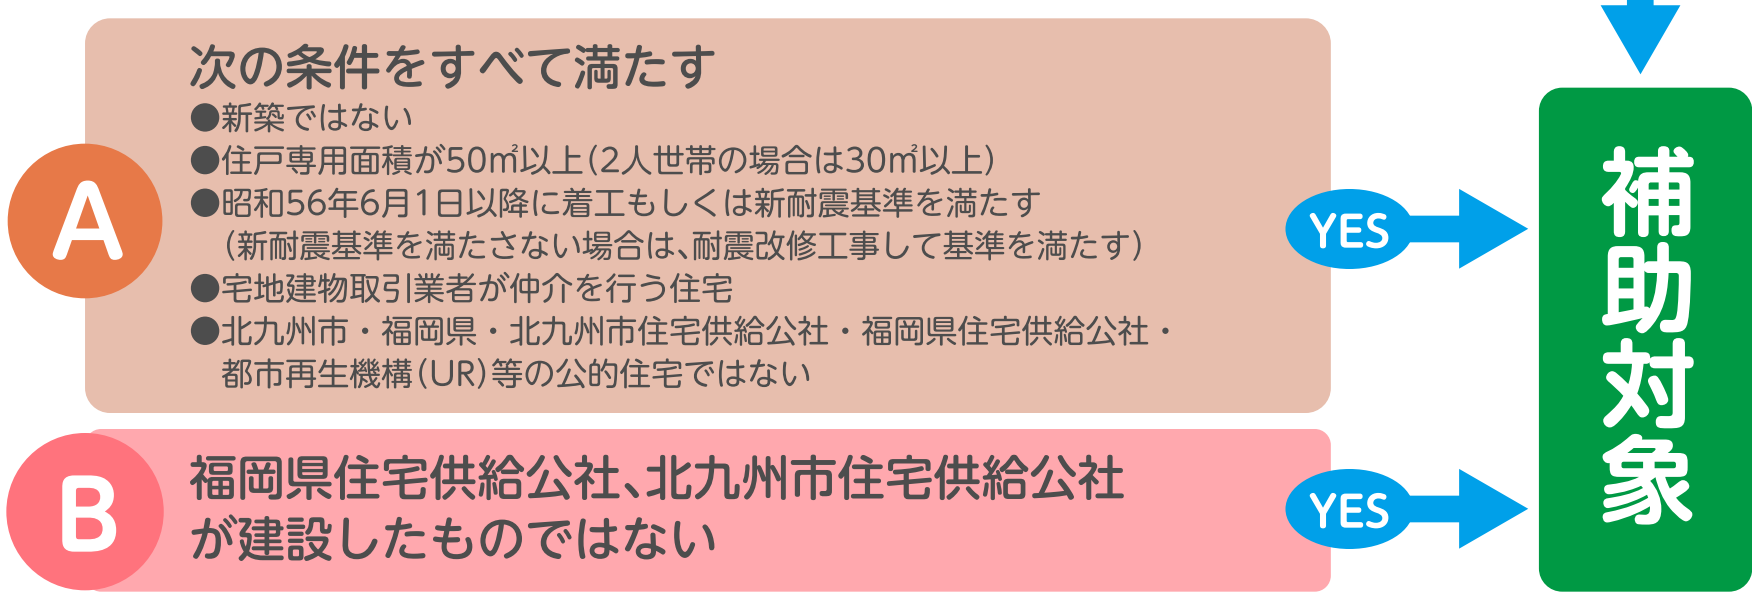 A
次の条件をすべて満たす
●新築ではない
●住戸専用面積が50㎡以上(2人世帯の場合は30㎡以上)
●昭和56年6月1日以降に着工もしくは新耐震基準を満たす
(新耐震基準を満たさない場合は、耐震改修工事して基準を満たす)
●宅地建物取引業者が仲介を行う住宅
●北九州市・福岡県・北九州市住宅供給公社・福岡県住宅供給公社・
都市再生機構(UR)等の公的住宅ではない
YES
B
福岡県住宅供給公社、北九州市住宅供給公社
が建設したものではない
YES
補助対象